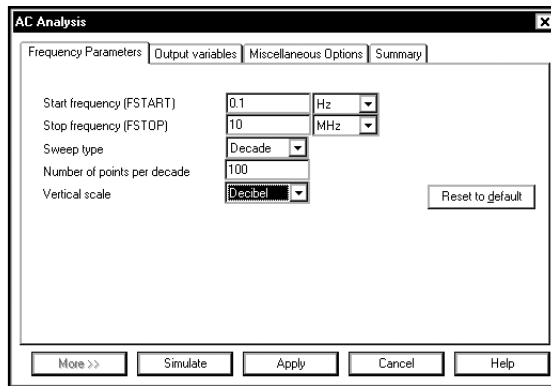 AC Analysis
Frequency Parameters Output variables Miscellaneous Options Summary
Start frequency (FSTART) 0.1 Hz
Stop frequency (FSTOP) 10 MHz
Sweep type Decade
Number of points per decade 100
Vertical scale Decibel
Reset to default
More >> Simulate Apply Cancel Help